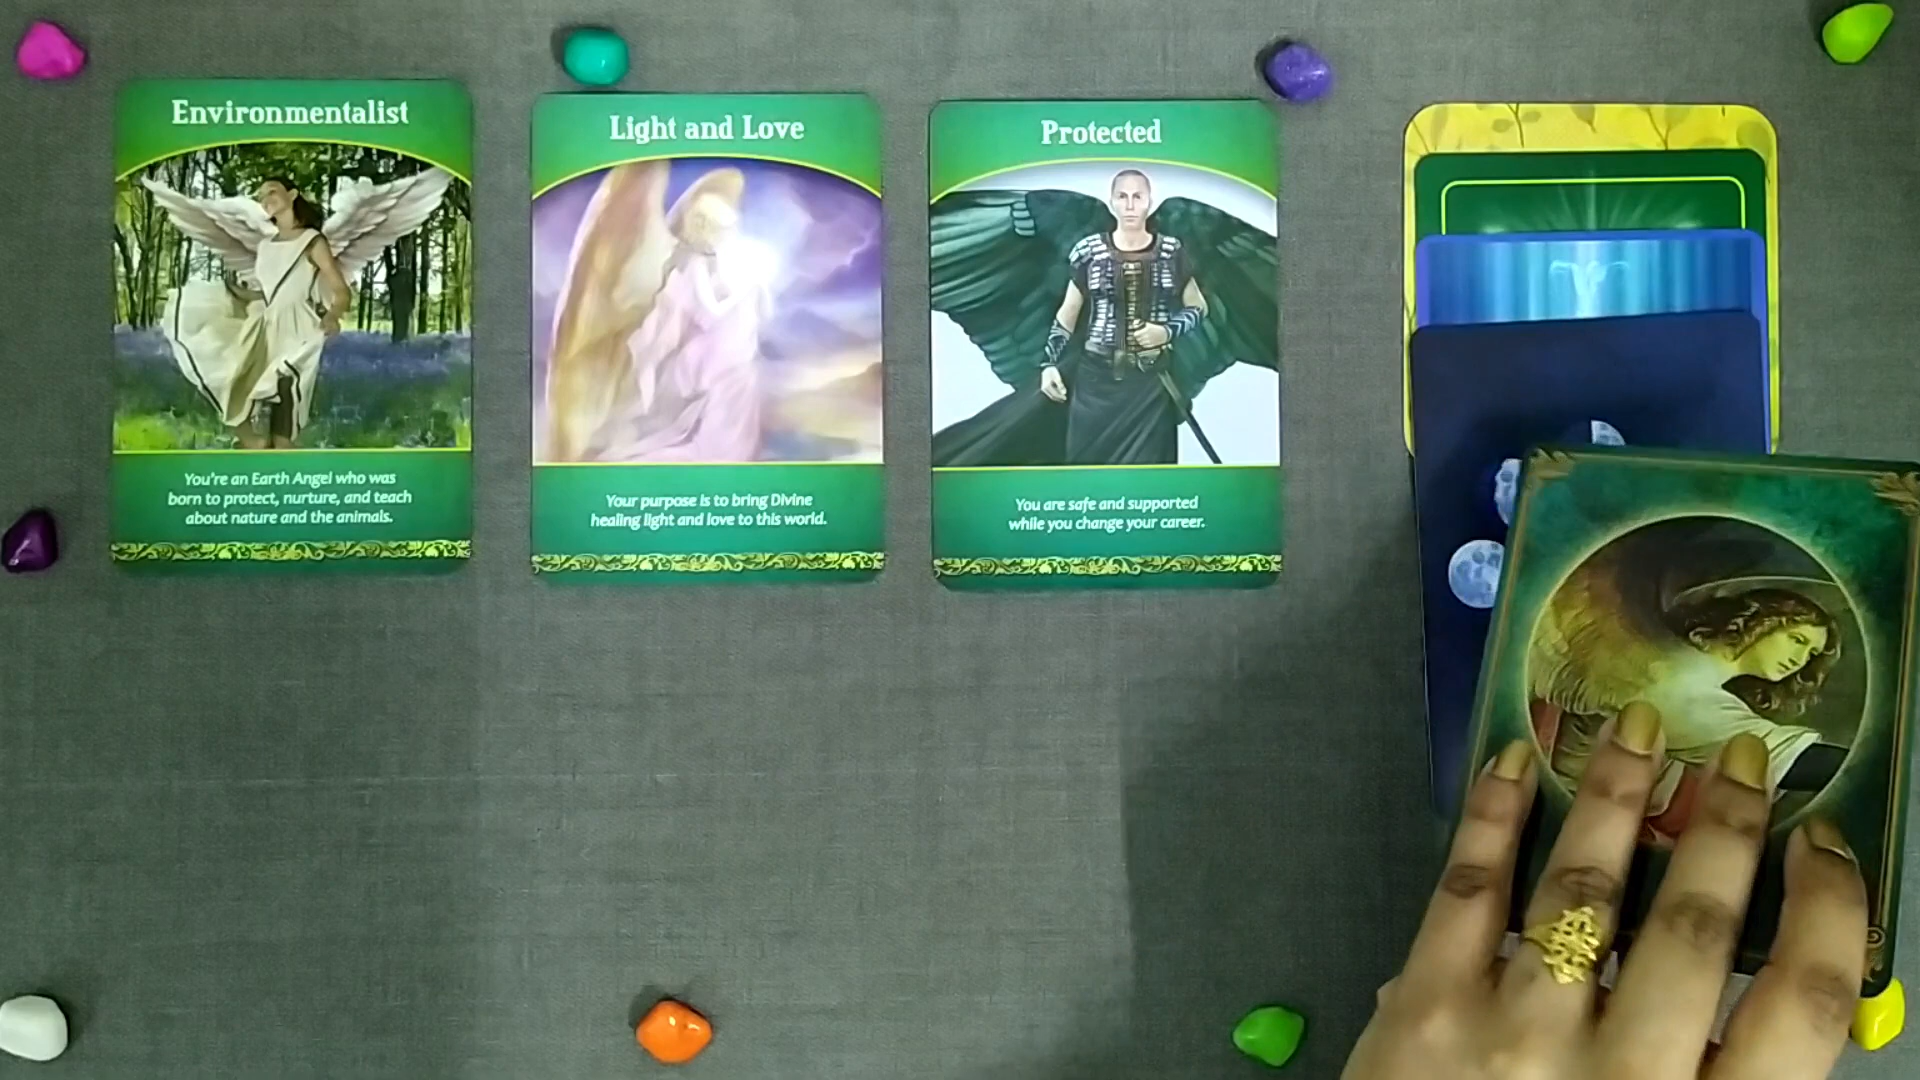 Environmentalist
You're an Earth Angel who was
born to protect, nurture, and teach
about nature and the animals.
Light and Love
Your purpose is to bring Divine
healing light and love to this world.
Protected
You are safe and supported
while you change your career.